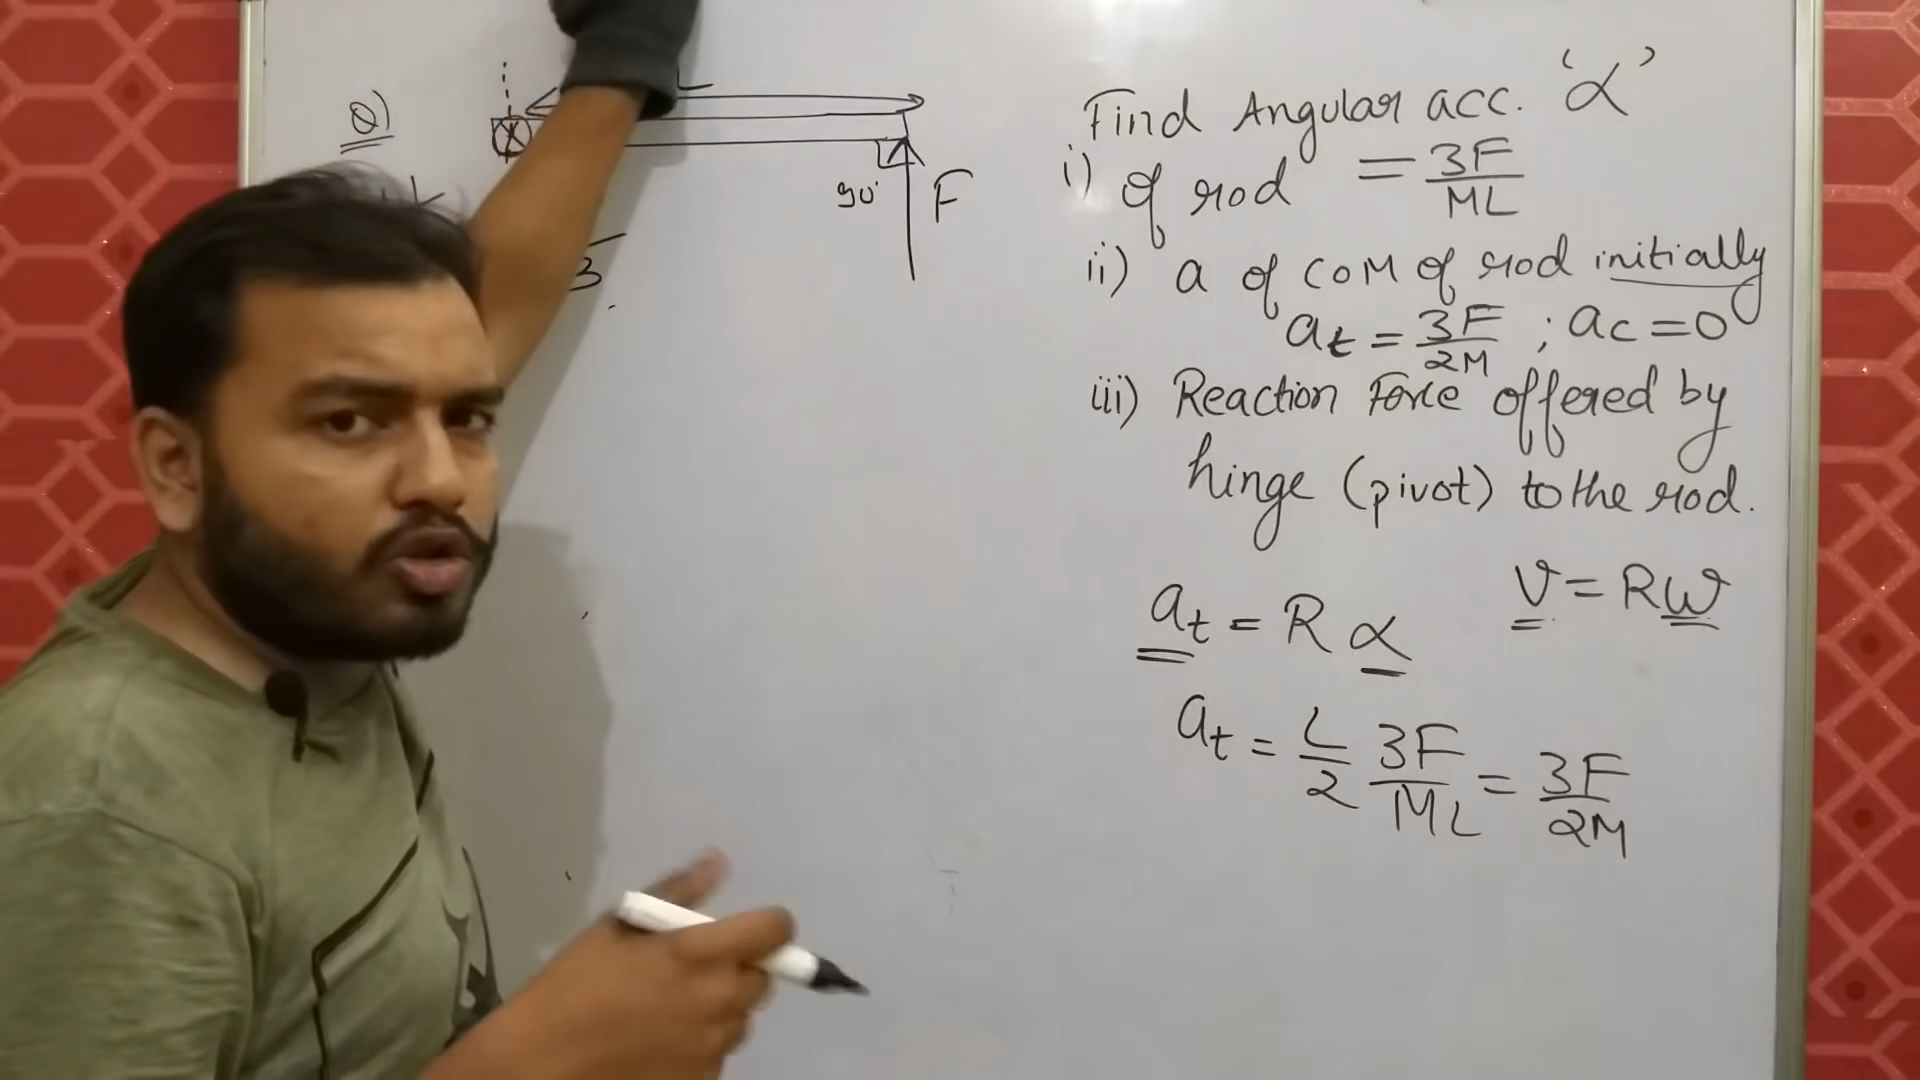 Q)
L
90°
F
3
Find Angular acc. 'α'
i) of rod = 3F/ML
ii) a of COM of rod initially
at = 3F/2M ; ac = 0
iii) Reaction Force offered by
hinge (pivot) to the rod.
at = R α
v = Rω
at = L/2 3F/ML = 3F/2M